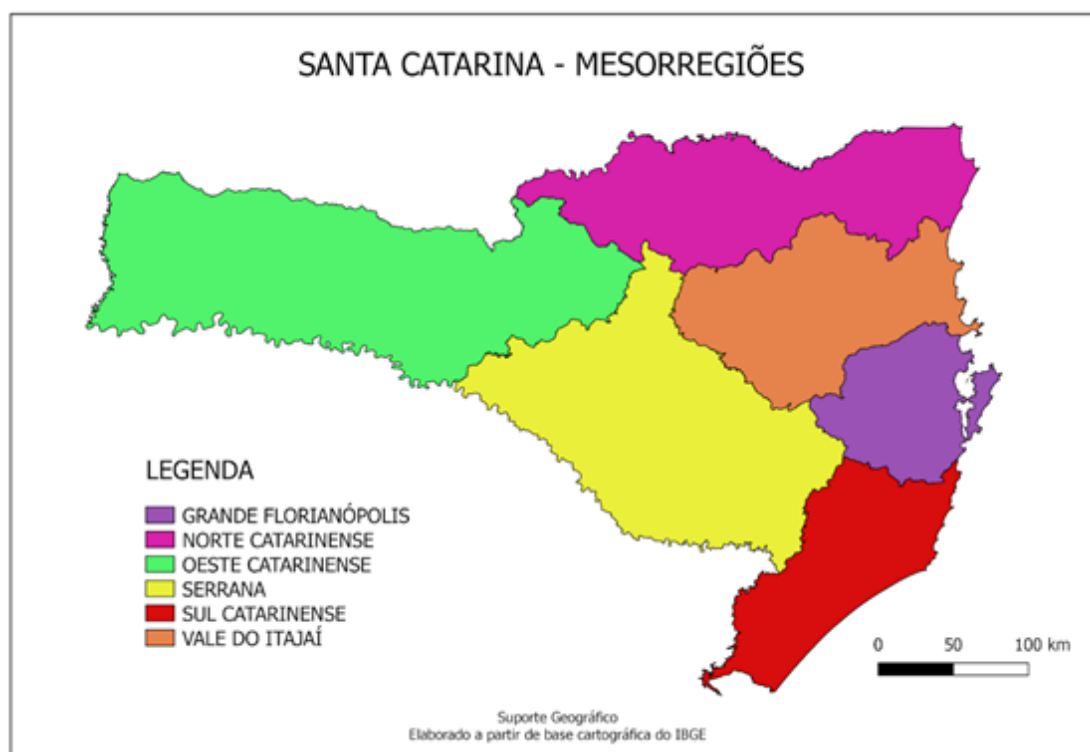 SANTA CATARINA - MESORREGIÕES
LEGENDA
GRANDE FLORIANÓPOLIS
NORTE CATARINENSE
OESTE CATARINENSE
SERRANA
SUL CATARINENSE
VALE DO ITAJAÍ
0 50 100 km
Suporte Geográfico
Elaborado a partir de base cartográfica do IBGE